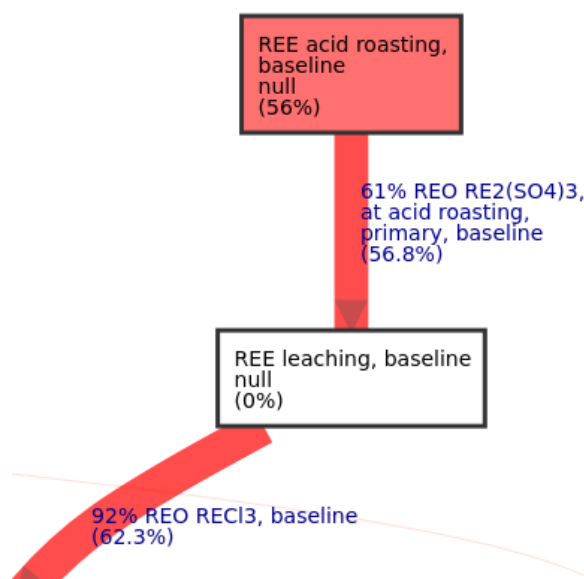 REE acid roasting,
baseline
null
(56%)
61% REO RE2(SO4)3,
at acid roasting,
primary, baseline
(56.8%)
REE leaching, baseline
null
(0%)
92% REO RECl3, baseline
(62.3%)